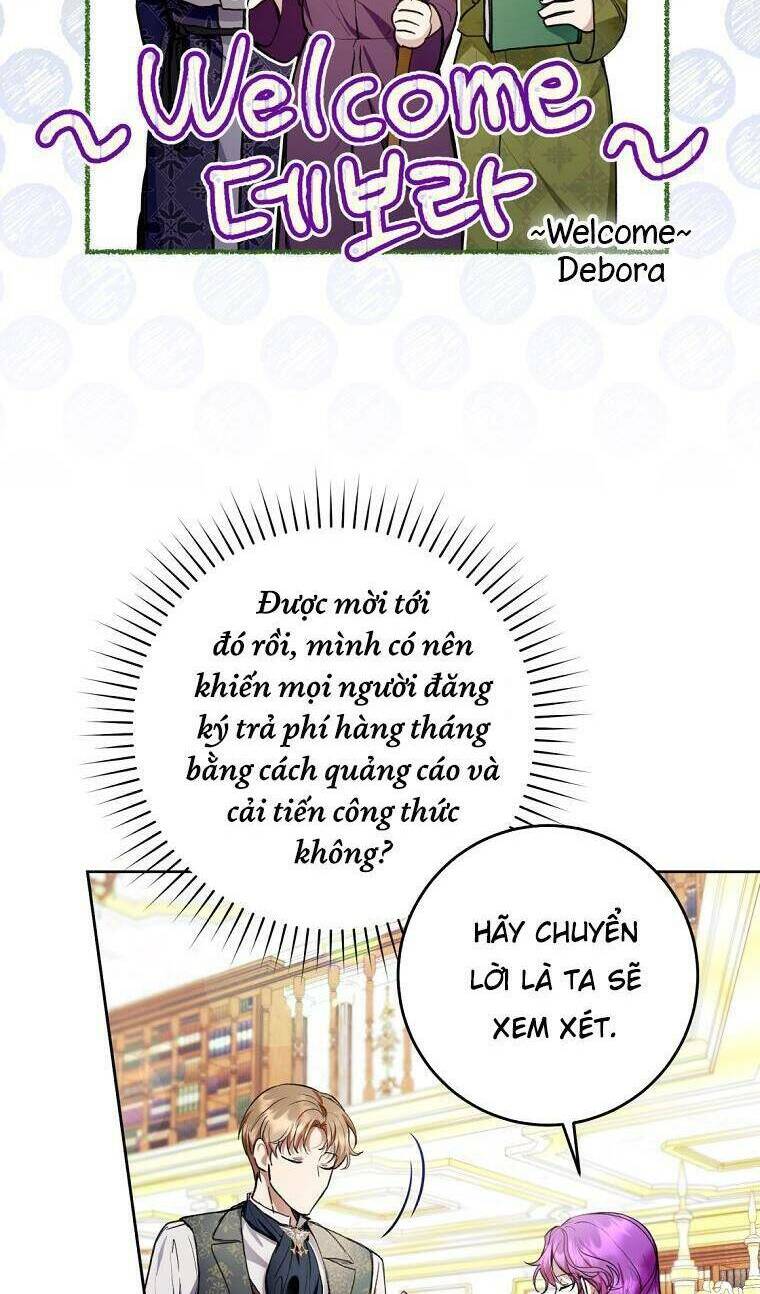 ~Welcome~
데보라
~Welcome~
Debora
Được mời tới
đó rồi, mình có nên
khiến mọi người đăng
ký trả phí hàng tháng
bằng cách quảng cáo và
cải tiến công thức
không?
HÃY CHUYỂN
LỜI LÀ TA SẼ
XEM XÉT.